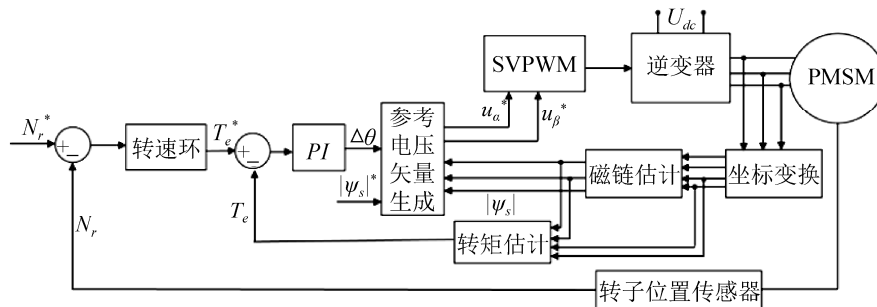 U_{dc}
SVPWM
逆变器
PMSM
u_α^*
u_β^*
N_r^*
+
−
转速环
T_e^*
+
−
PI
Δθ
参考
电压
矢量
生成
磁链估计
坐标变换
|ψ_s|^*
|ψ_s|
N_r
T_e
转矩估计
转子位置传感器